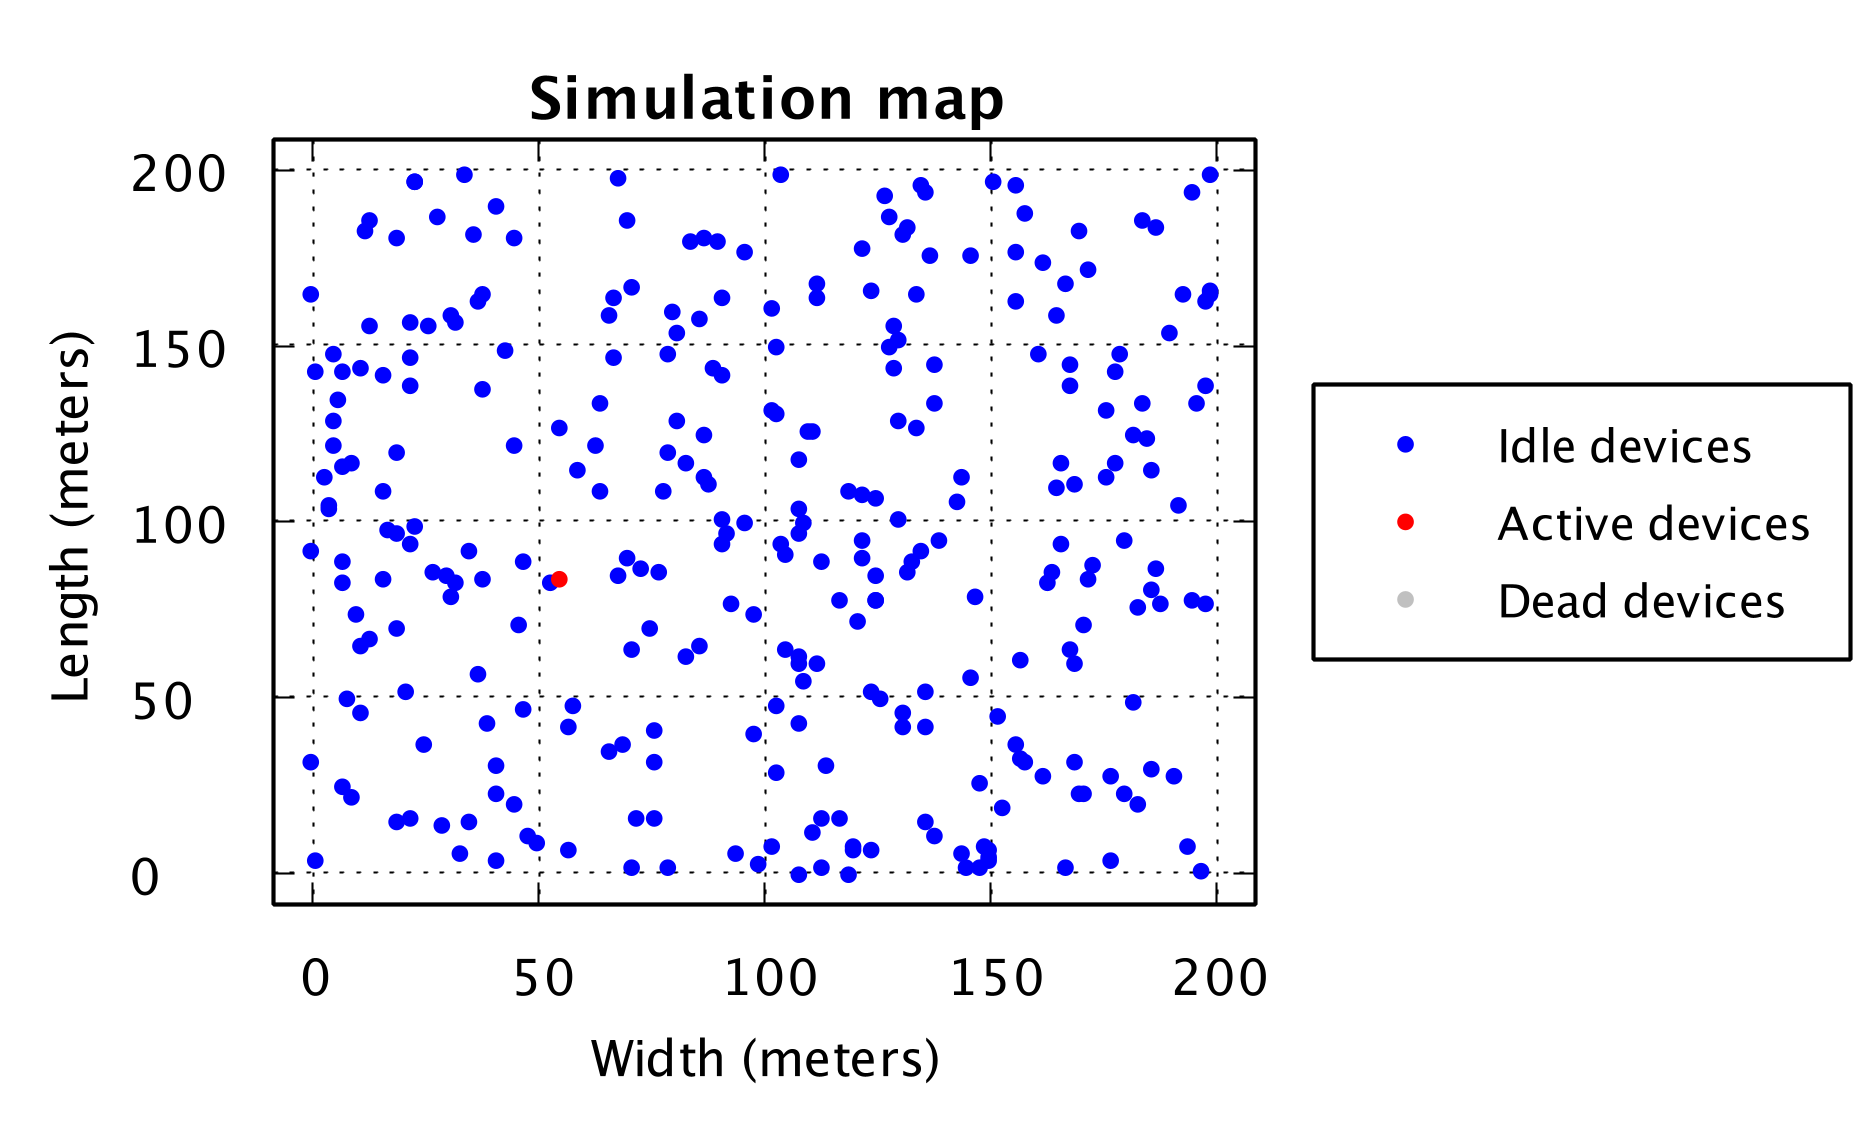 Simulation map
200
150
100
50
0
Length (meters)
0 50 100 150 200
Width (meters)
Idle devices
Active devices
Dead devices